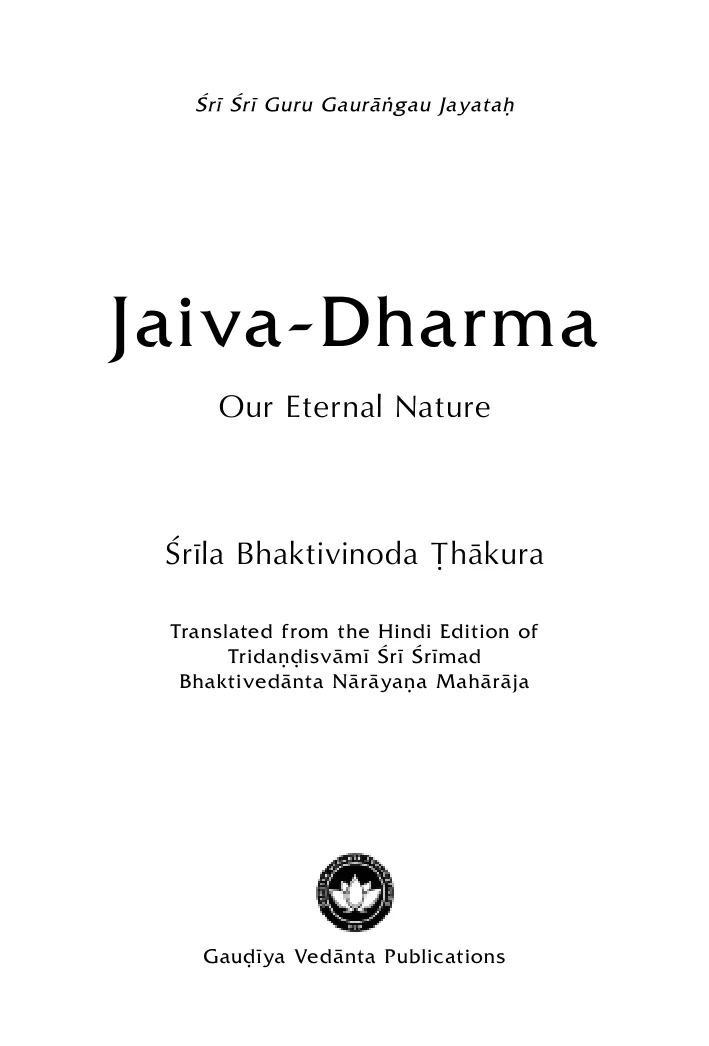 Śrī Śrī Guru Gaurāṅgau Jayataḥ
Jaiva-Dharma
Our Eternal Nature
Śrīla Bhaktivinoda Ṭhākura
Translated from the Hindi Edition of
Tridaṇḍisvāmī Śrī Śrīmad
Bhaktivedānta Nārāyaṇa Mahārāja
Gauḍīya Vedānta Publications